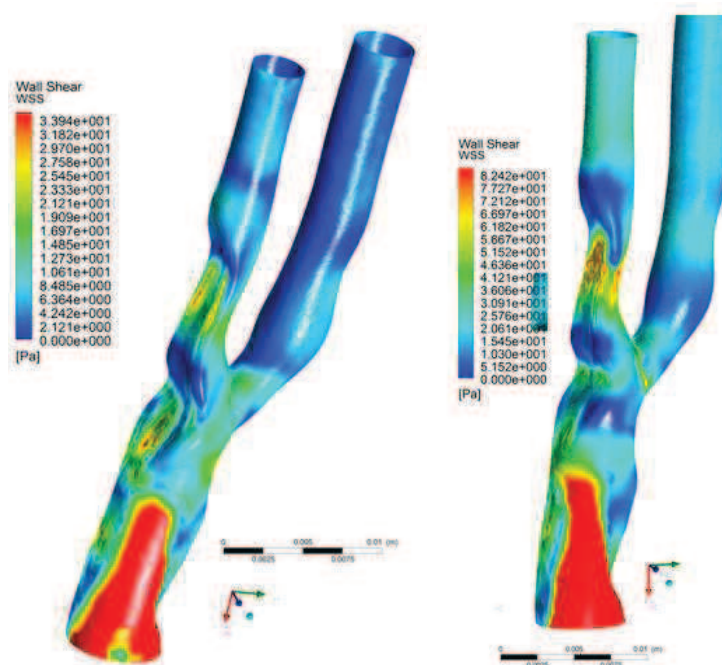 Wall Shear
WSS
3.394e+001
3.182e+001
2.970e+001
2.758e+001
2.545e+001
2.333e+001
2.121e+001
1.909e+001
1.697e+001
1.485e+001
1.273e+001
1.061e+001
8.485e+000
6.364e+000
4.242e+000
2.121e+000
0.000e+000
[Pa]
0 0.005 0.01 (m)
0.0025 0.0075
Wall Shear
WSS
8.242e+001
7.727e+001
7.212e+001
6.697e+001
6.182e+001
5.667e+001
5.152e+001
4.636e+001
4.121e+001
3.606e+001
3.091e+001
2.576e+001
2.061e+001
1.545e+001
1.030e+001
5.152e+000
0.000e+000
[Pa]
0 0.005 0.01 (m)
0.0025 0.0075